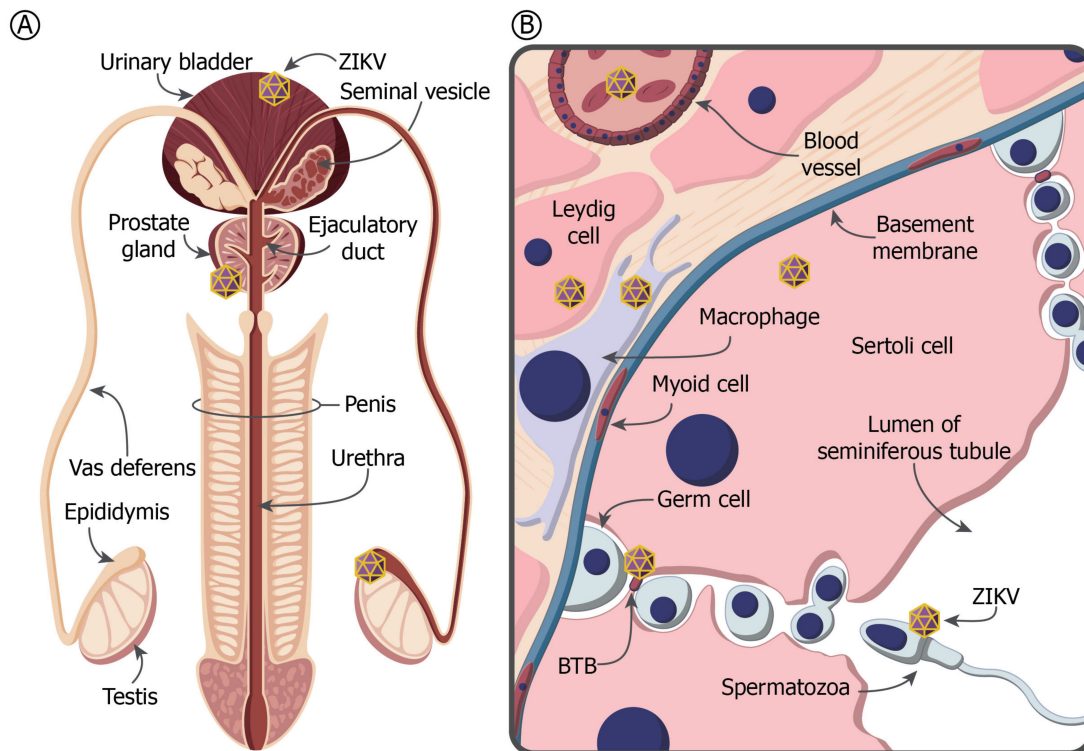 A
Urinary bladder
ZIKV
Seminal vesicle
Prostate
gland
Ejaculatory
duct
Penis
Vas deferens
Urethra
Epididymis
Testis
B
Blood
vessel
Leydig
cell
Basement
membrane
Macrophage
Sertoli cell
Myoid cell
Lumen of
seminiferous tubule
Germ cell
ZIKV
BTB
Spermatozoa